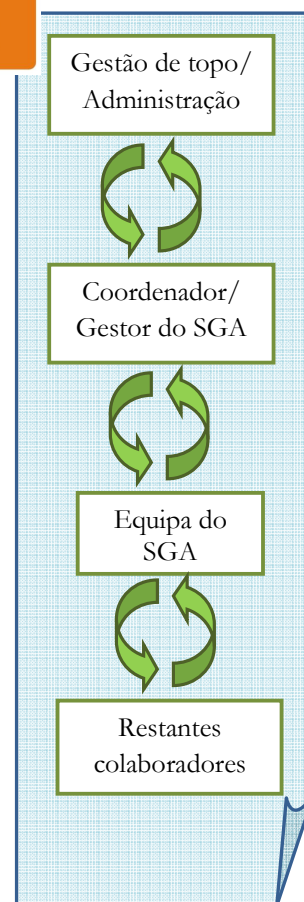 Gestão de topo/
Administração
Coordenador/
Gestor do SGA
Equipa do
SGA
Restantes
colaboradores